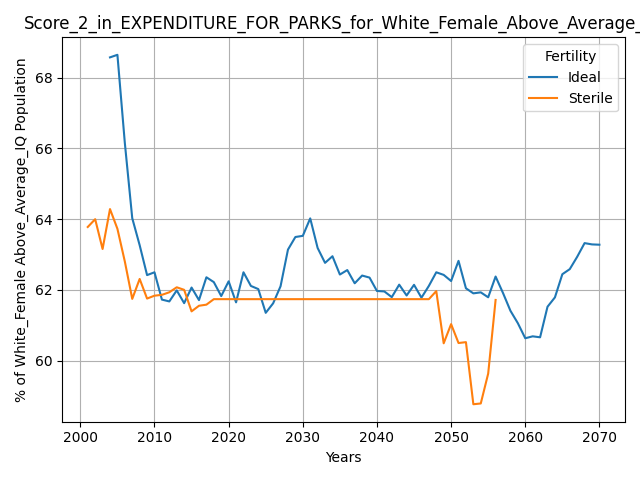 Score_2_in_EXPENDITURE_FOR_PARKS_for_White_Female_Above_Average_
% of White_Female Above_Average_IQ Population
68
66
64
62
60
Fertility
Ideal
Sterile
2000 2010 2020 2030 2040 2050 2060 2070
Years